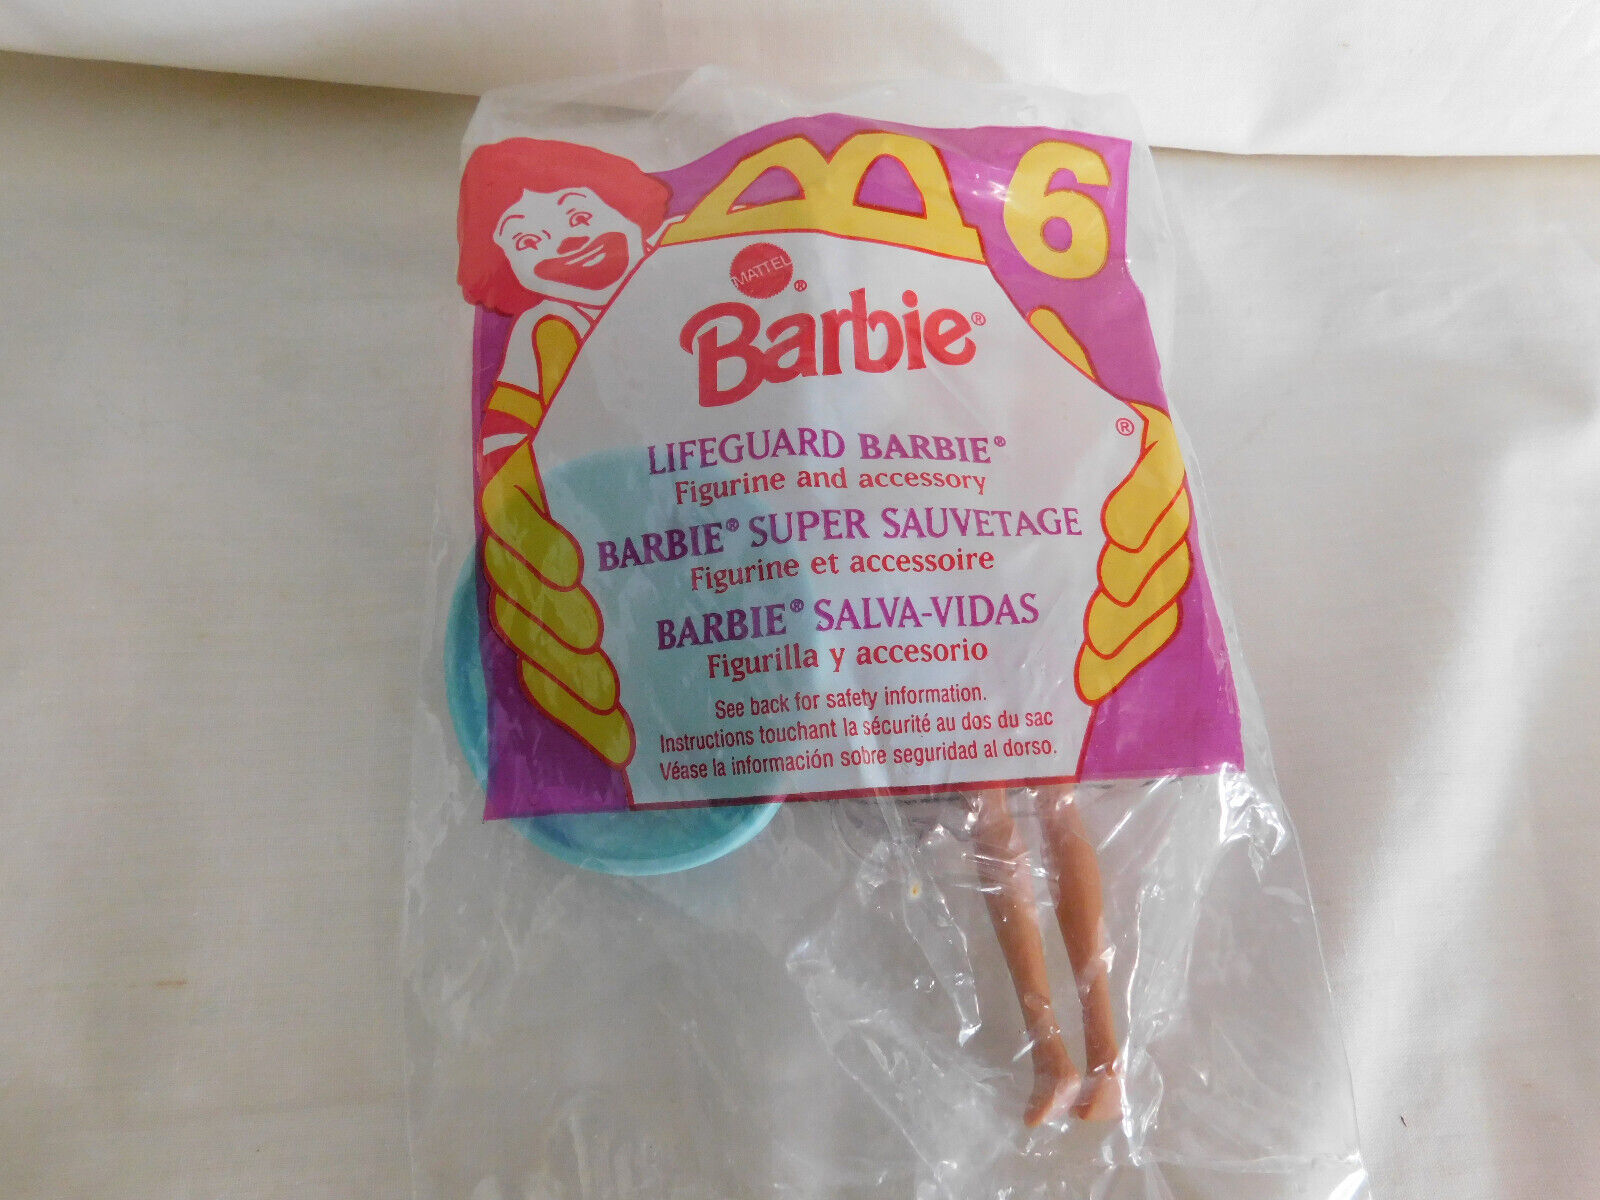 6
MATTEL
®
Barbie®
®
LIFEGUARD BARBIE®
Figurine and accessory
BARBIE® SUPER SAUVETAGE
Figurine et accessoire
BARBIE® SALVA-VIDAS
Figurilla y accesorio
See back for safety information.
Instructions touchant la sécurité au dos du sac
Véase la información sobre seguridad al dorso.